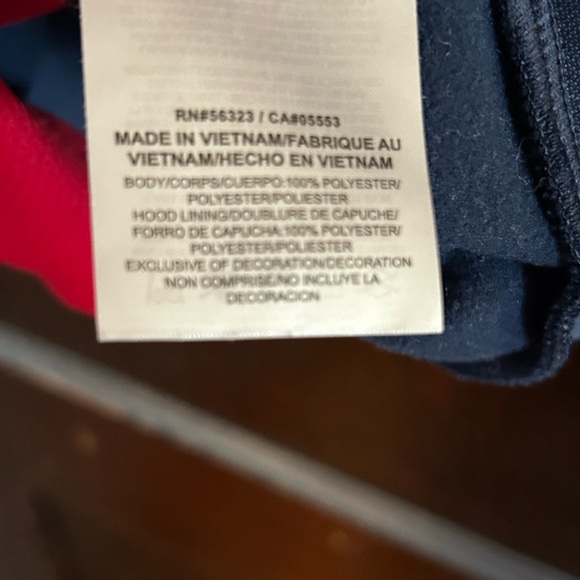 RN#56323 / CA#05553
MADE IN VIETNAM/FABRIQUE AU
VIETNAM/HECHO EN VIETNAM
BODY/CORPS/CUERPO:100% POLYESTER/
POLYESTER/POLIESTER
HOOD LINING/DOUBLURE DE CAPUCHE/
FORRO DE CAPUCHA:100% POLYESTER/
POLYESTER/POLIESTER
EXCLUSIVE OF DECORATION/DECORATION
NON COMPRISE/NO INCLUYE LA
DECORACION